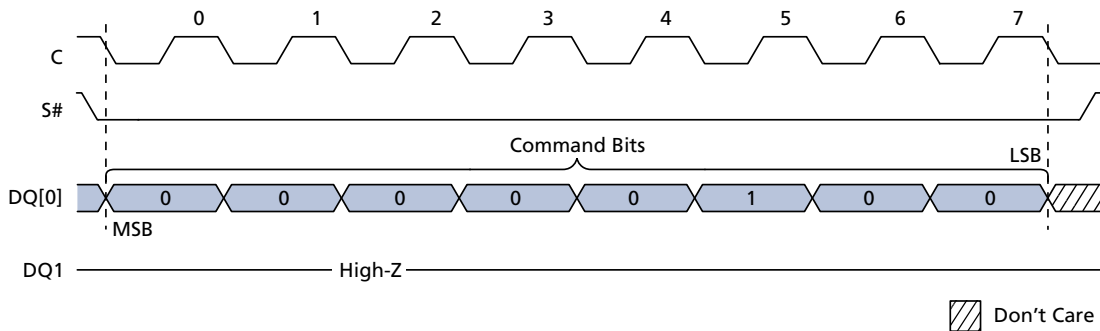 0 1 2 3 4 5 6 7
C
S#
Command Bits
LSB
DQ[0] 0 0 0 0 0 1 0 0
MSB
DQ1 High-Z
Don't Care